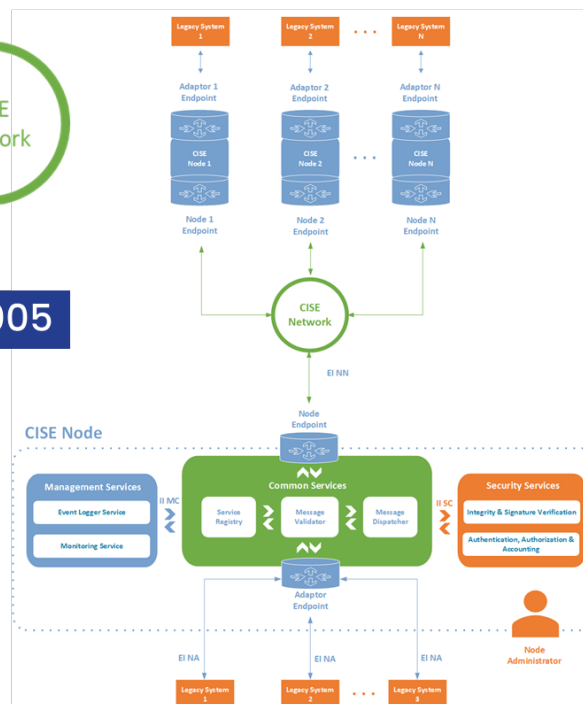 Legacy System
1
Legacy System
2
. . .
Legacy System
N
Adaptor 1
Endpoint
Adaptor 2
Endpoint
Adaptor N
Endpoint
E
ork
CISE
Node 1
CISE
Node 2
. . .
CISE
Node N
Node 1
Endpoint
Node 2
Endpoint
Node N
Endpoint
005
CISE
Network
EI NN
Node
Endpoint
CISE Node
Management Services
Event Logger Service
Monitoring Service
II MC
Common Services
Service
Registry
Message
Validator
Message
Dispatcher
II SC
Security Services
Integrity & Signature Verification
Authentication, Authorization &
Accounting
Adaptor
Endpoint
EI NA
EI NA
EI NA
Node
Administrator
Legacy System
1
Legacy System
2
. . .
Legacy System
3